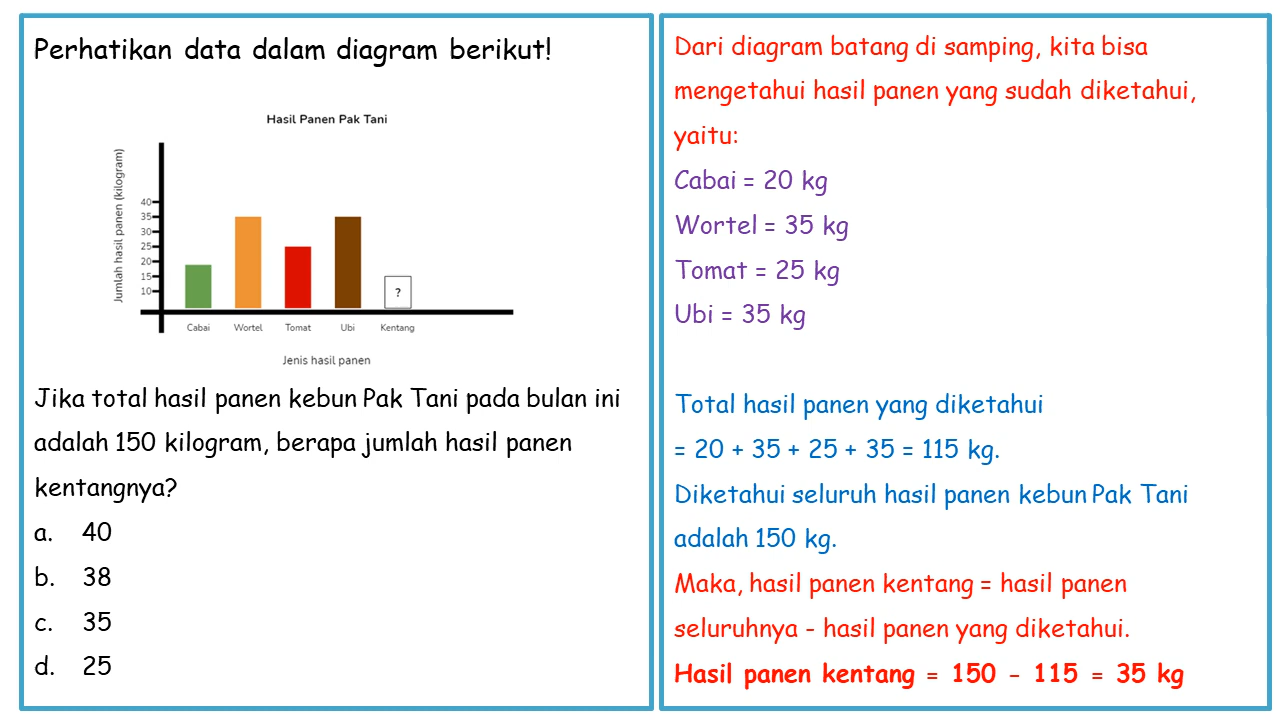 Perhatikan data dalam diagram berikut!
Hasil Panen Pak Tani
Jumlah hasil panen (kilogram)
40
35
30
25
20
15
10
?
Cabai Wortel Tomat Ubi Kentang
Jenis hasil panen
Jika total hasil panen kebun Pak Tani pada bulan ini
adalah 150 kilogram, berapa jumlah hasil panen
kentangnya?
a. 40
b. 38
c. 35
d. 25
Dari diagram batang di samping, kita bisa
mengetahui hasil panen yang sudah diketahui,
yaitu:
Cabai = 20 kg
Wortel = 35 kg
Tomat = 25 kg
Ubi = 35 kg
Total hasil panen yang diketahui
= 20 + 35 + 25 + 35 = 115 kg.
Diketahui seluruh hasil panen kebun Pak Tani
adalah 150 kg.
Maka, hasil panen kentang = hasil panen
seluruhnya - hasil panen yang diketahui.
Hasil panen kentang = 150 – 115 = 35 kg